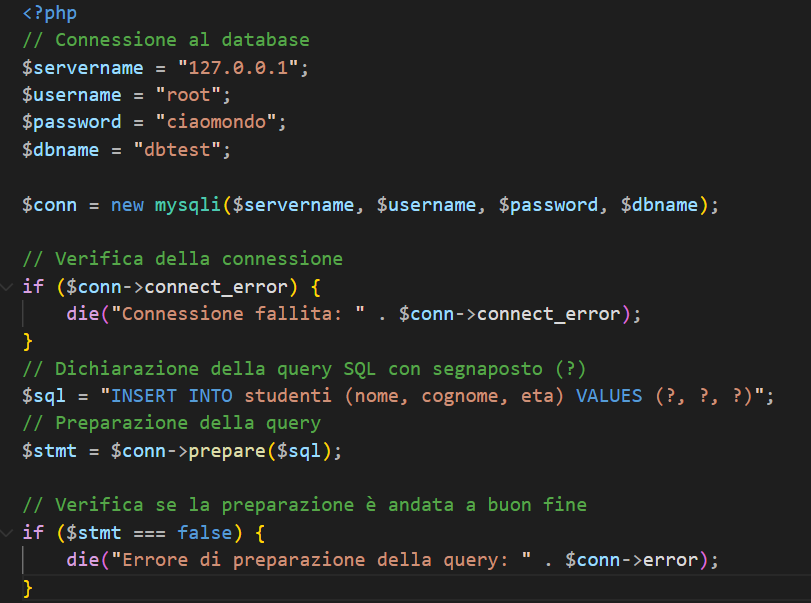 <?php
// Connessione al database
$servername = "127.0.0.1";
$username = "root";
$password = "ciaomondo";
$dbname = "dbtest";
$conn = new mysqli($servername, $username, $password, $dbname);
// Verifica della connessione
if ($conn->connect_error) {
    die("Connessione fallita: " . $conn->connect_error);
}
// Dichiarazione della query SQL con segnaposto (?)
$sql = "INSERT INTO studenti (nome, cognome, eta) VALUES (?, ?, ?)";
// Preparazione della query
$stmt = $conn->prepare($sql);
// Verifica se la preparazione è andata a buon fine
if ($stmt === false) {
    die("Errore di preparazione della query: " . $conn->error);
}